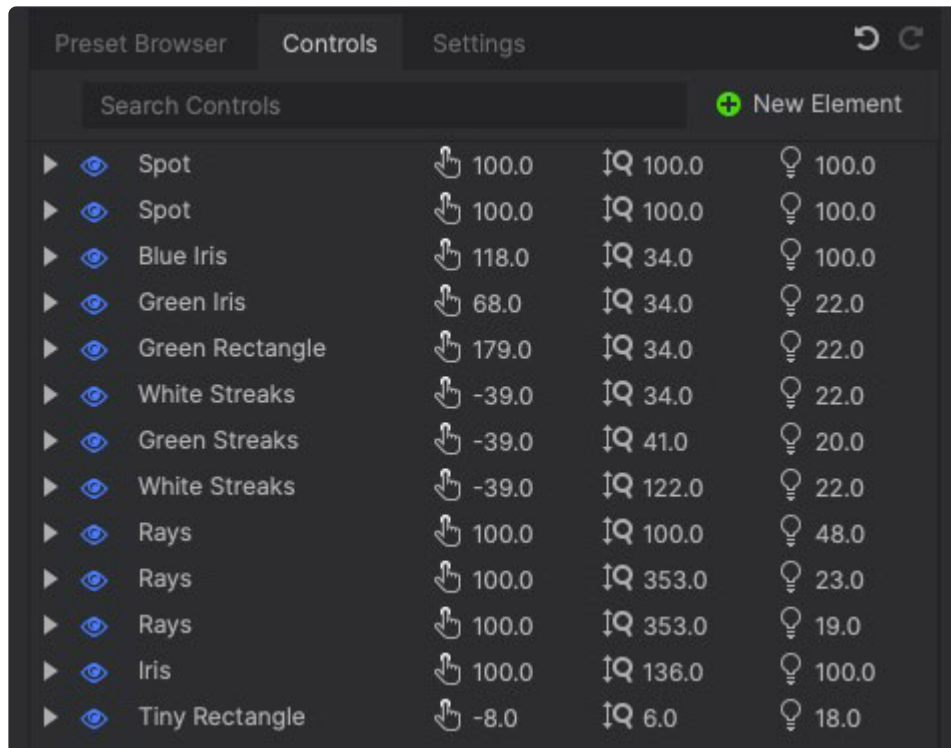 Preset Browser Controls Settings
Search Controls New Element
Spot 100.0 100.0 100.0
Spot 100.0 100.0 100.0
Blue Iris 118.0 34.0 100.0
Green Iris 68.0 34.0 22.0
Green Rectangle 179.0 34.0 22.0
White Streaks -39.0 34.0 22.0
Green Streaks -39.0 41.0 20.0
White Streaks -39.0 122.0 22.0
Rays 100.0 100.0 48.0
Rays 100.0 353.0 23.0
Rays 100.0 353.0 19.0
Iris 100.0 136.0 100.0
Tiny Rectangle -8.0 6.0 18.0